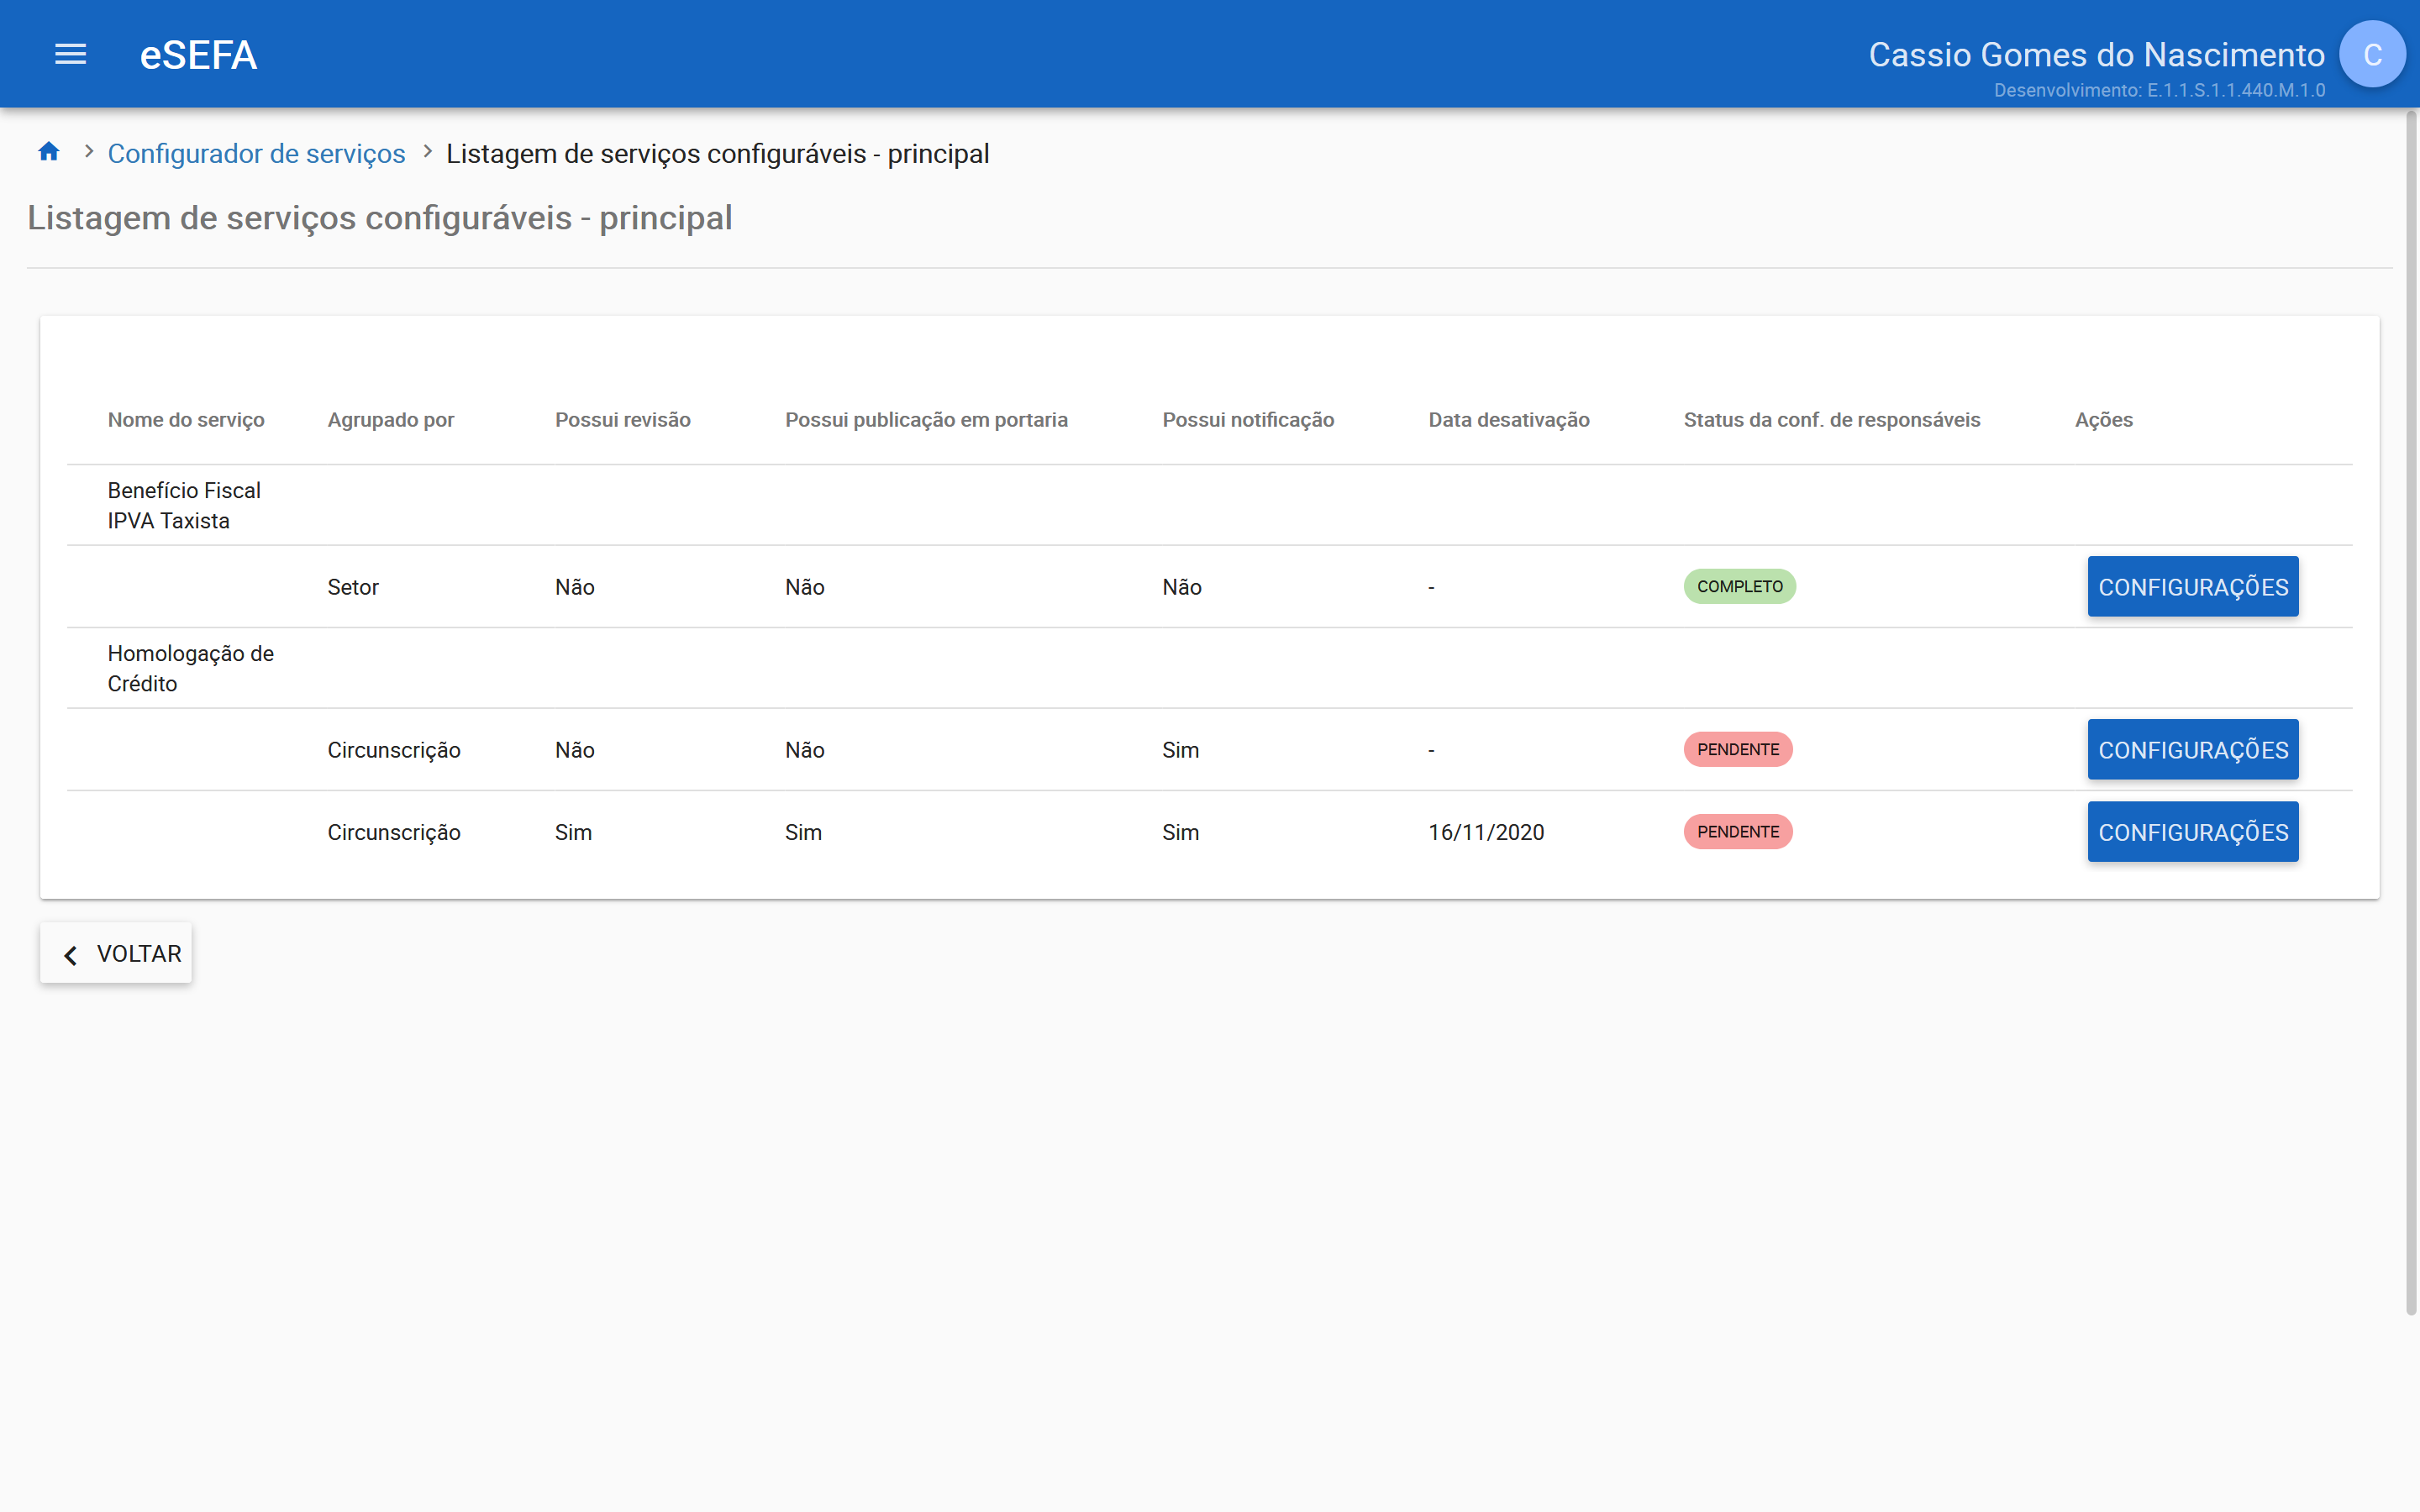 eSEFA
Cassio Gomes do Nascimento
C
Desenvolvimento: E.1.1.S.1.1.440.M.1.0
Configurador de serviços > Listagem de serviços configuráveis - principal
Listagem de serviços configuráveis - principal
Nome do serviço Agrupado por Possui revisão Possui publicação em portaria Possui notificação Data desativação Status da conf. de responsáveis Ações
Benefício Fiscal
IPVA Taxista
Setor Não Não Não - COMPLETO CONFIGURAÇÕES
Homologação de
Crédito
Circunscrição Não Não Sim - PENDENTE CONFIGURAÇÕES
Circunscrição Sim Sim Sim 16/11/2020 PENDENTE CONFIGURAÇÕES
VOLTAR